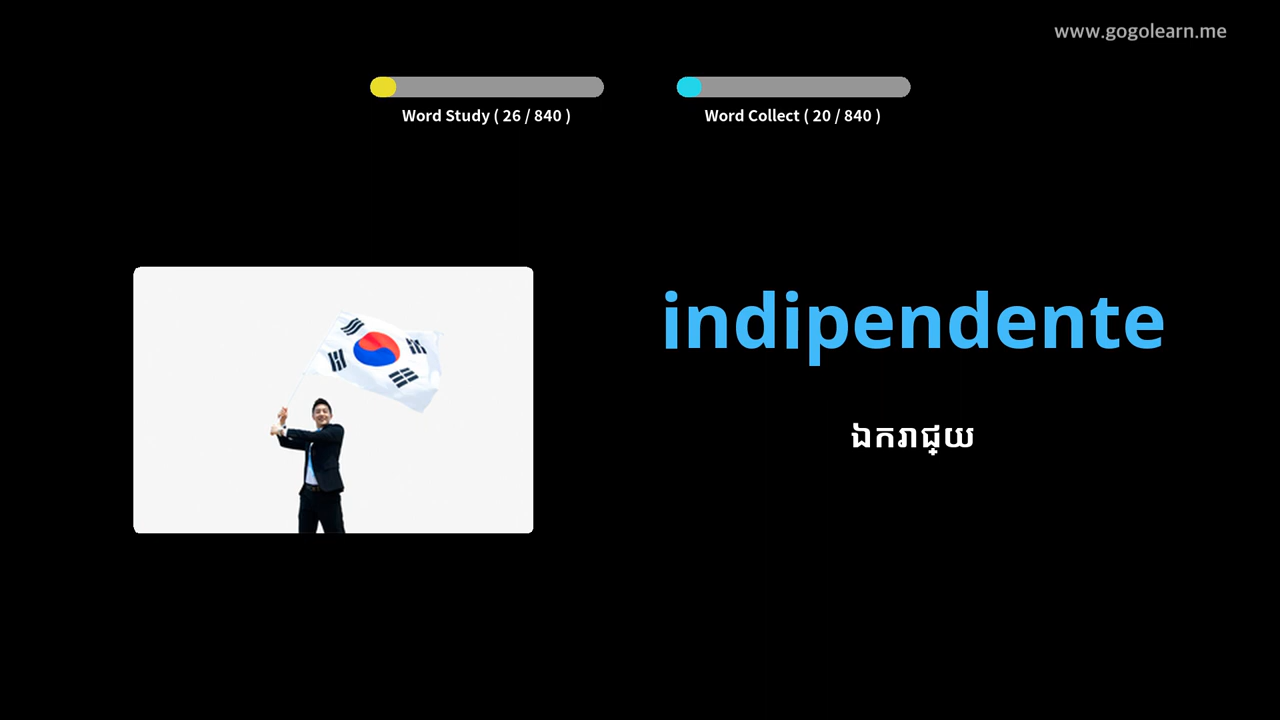 www.gogolearn.me
Word Study ( 26 / 840 )
Word Collect ( 20 / 840 )
indipendente
ឯករាជ្យ